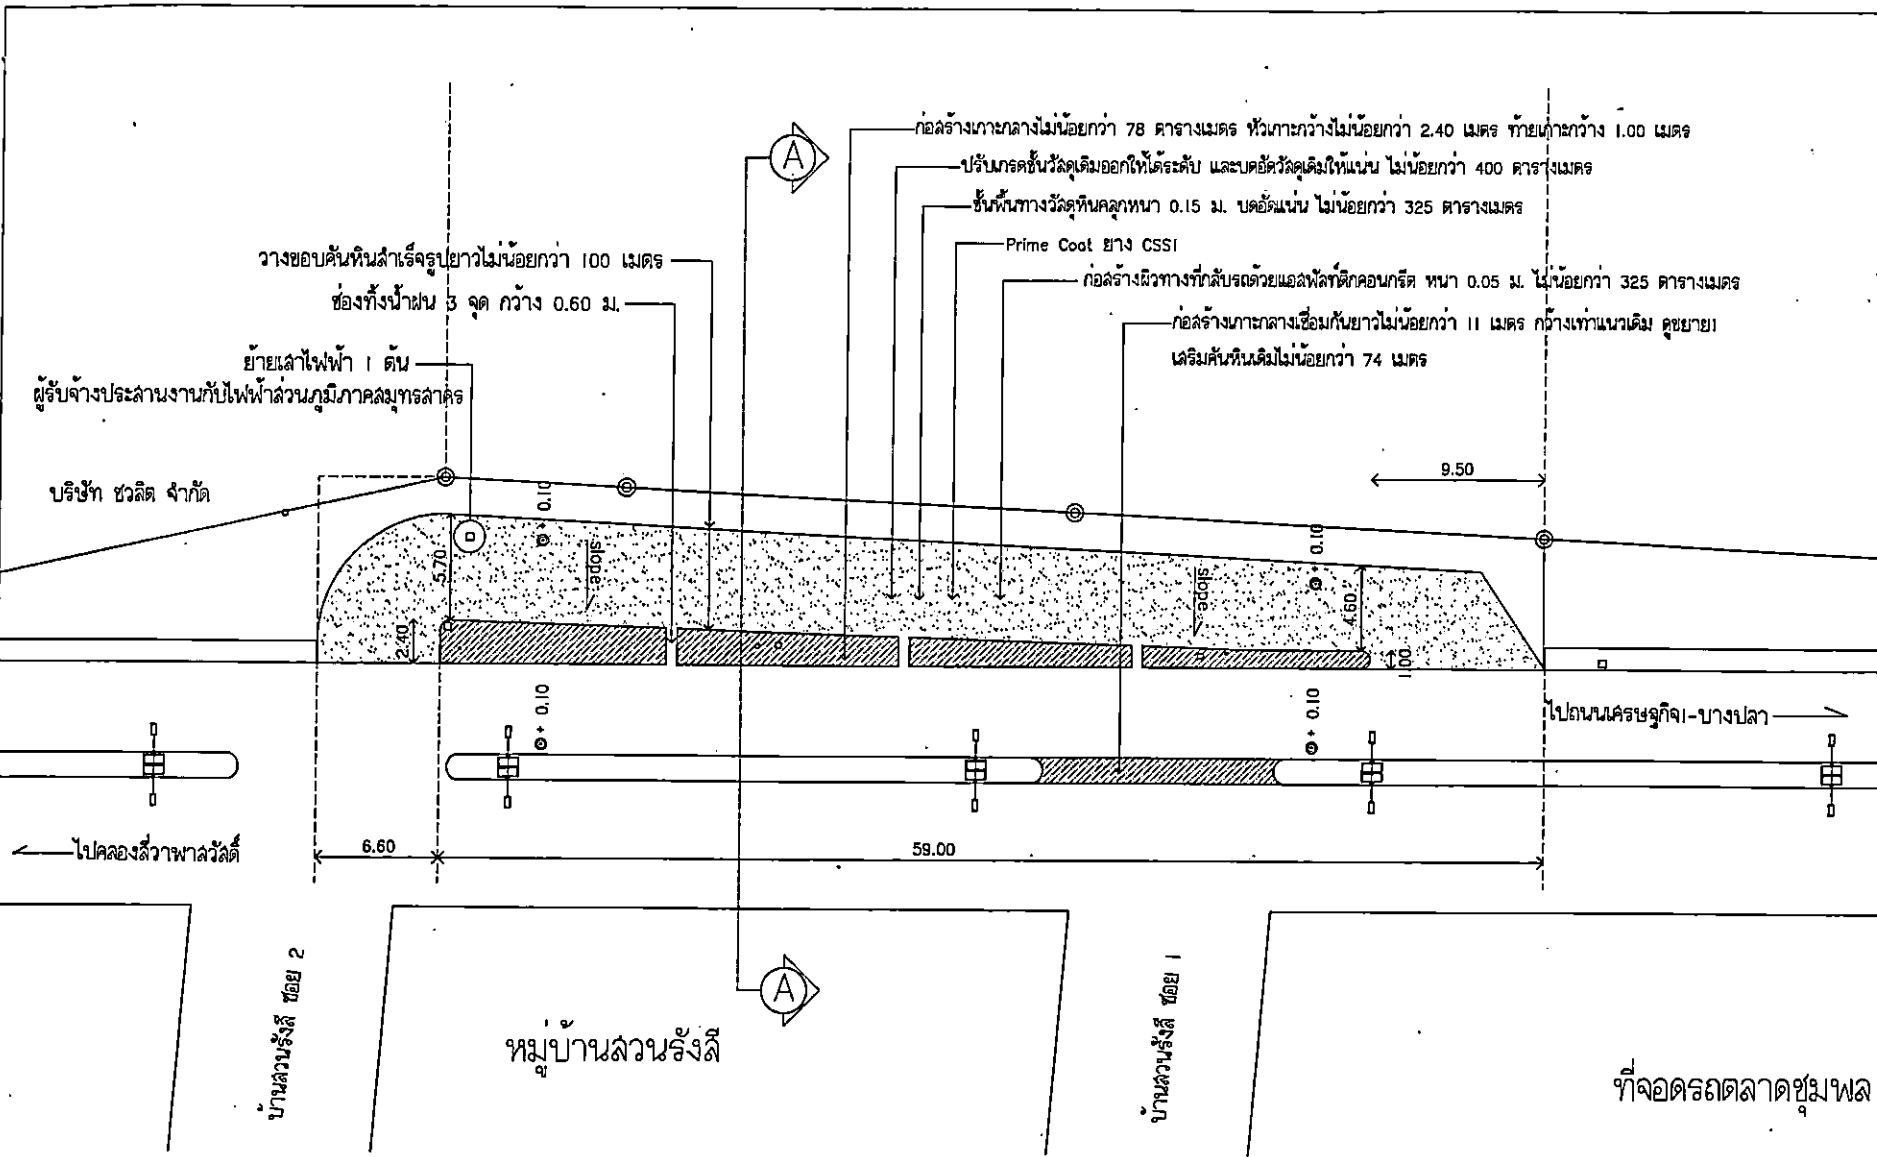 ก่อสร้างเกาะกลางไม่น้อยกว่า 78 ตารางเมตร หัวเกาะกว้างไม่น้อยกว่า 2.40 เมตร ท้ายเกาะกว้าง 1.00 เมตร
A
ปรับเกรดชั้นวัสดุเดิมออกให้ได้ระดับ และบดอัดวัสดุเดิมให้แน่น ไม่น้อยกว่า 400 ตารางเมตร
ชั้นพื้นทางวัสดุหินคลุกหนา 0.15 ม. บดอัดแน่น ไม่น้อยกว่า 325 ตารางเมตร
Prime Coat ยาง CSS1
วางขอบคันหินสำเร็จรูปยาวไม่น้อยกว่า 100 เมตร
ก่อสร้างผิวทางที่กลับรถด้วยแอสฟัลท์ติกคอนกรีต หนา 0.05 ม. ไม่น้อยกว่า 325 ตารางเมตร
ช่องทิ้งน้ำฝน 3 จุด กว้าง 0.60 ม.
ก่อสร้างเกาะกลางเชื่อมกันยาวไม่น้อยกว่า 11 เมตร กว้างเท่าแนวเดิม ดูขยาย1
เสริมคันหินเดิมไม่น้อยกว่า 74 เมตร
ย้ายเสาไฟฟ้า 1 ต้น
ผู้รับจ้างประสานงานกับไฟฟ้าส่วนภูมิภาคสมุทรสาคร
บริษัท ชวลิต จำกัด
9.50
+ 0.10
+ 0.10
5.70
slope
slope
4.60
2.40
1.00
+ 0.10
+ 0.10
ไปถนนเศรษฐกิจ1-บางปลา
ไปคลองสี่วาพาสวัสดิ์
6.60
59.00
บ้านสวนรังสี ซอย 2
A
บ้านสวนรังสี ซอย 1
หมู่บ้านสวนรังสี
ที่จอดรถตลาดชุมพล